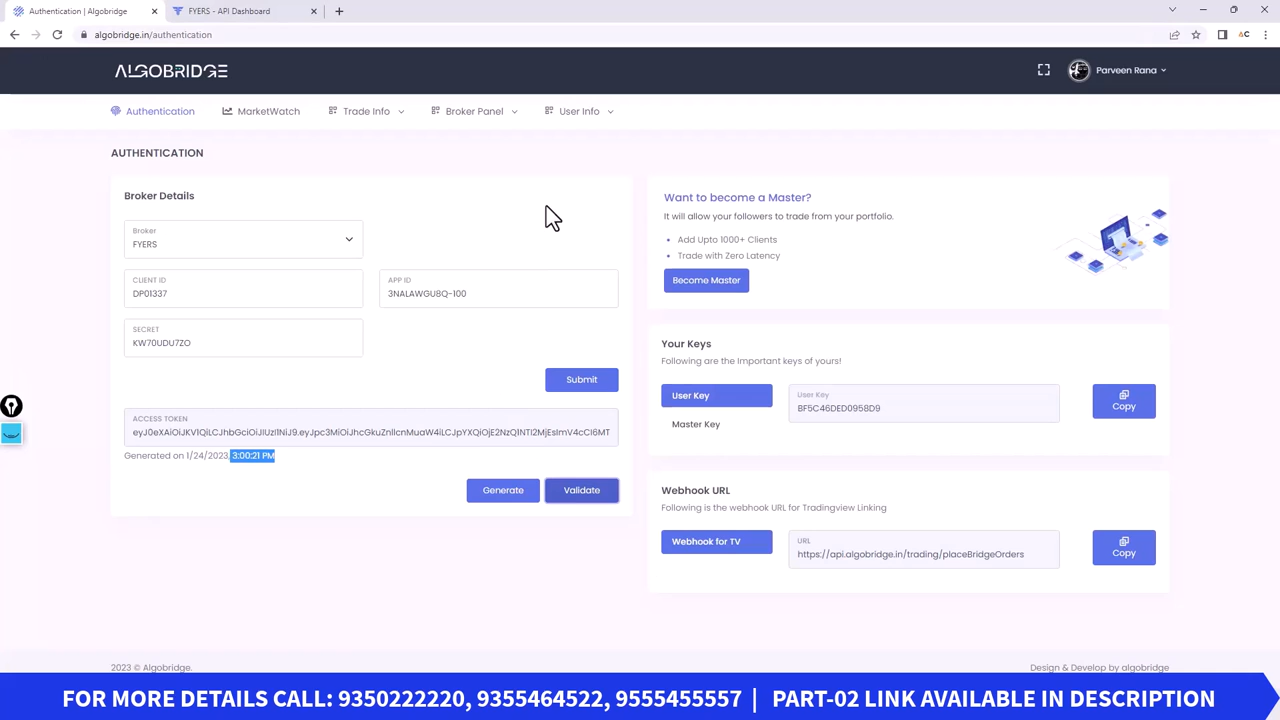 Authentication | Algobridge
FYERS - API Dashboard
algobridge.in/authentication
ALGOBRIDGE
Parveen Rana
Authentication
MarketWatch
Trade Info
Broker Panel
User Info
AUTHENTICATION
Broker Details
Broker
FYERS
CLIENT ID
DP01337
APP ID
3NALAWGU8Q-100
SECRET
KW70UDU7ZO
Submit
ACCESS TOKEN
eyJ0eXAiOiJKV1QiLCJhbGciOiJIUzI1NiJ9.eyJpc3MiOiJhcGkuZnllcnMuaW4iLCJpYXQiOjE2NzQ1NTI2MjEsImV4cCI6MT
Generated on 1/24/2023, 3:00:21 PM
Generate
Validate
Want to become a Master?
It will allow your followers to trade from your portfolio.
• Add Upto 1000+ Clients
• Trade with Zero Latency
Become Master
Your Keys
Following are the Important keys of yours!
User Key
User Key
BF5C46DED0958D9
Copy
Master Key
Webhook URL
Following is the webhook URL for Tradingview Linking
Webhook for TV
URL
https://api.algobridge.in/trading/placeBridgeOrders
Copy
2023 © Algobridge.
Design & Develop by algobridge
FOR MORE DETAILS CALL: 9350222220, 9355464522, 9555455557 | PART-02 LINK AVAILABLE IN DESCRIPTION